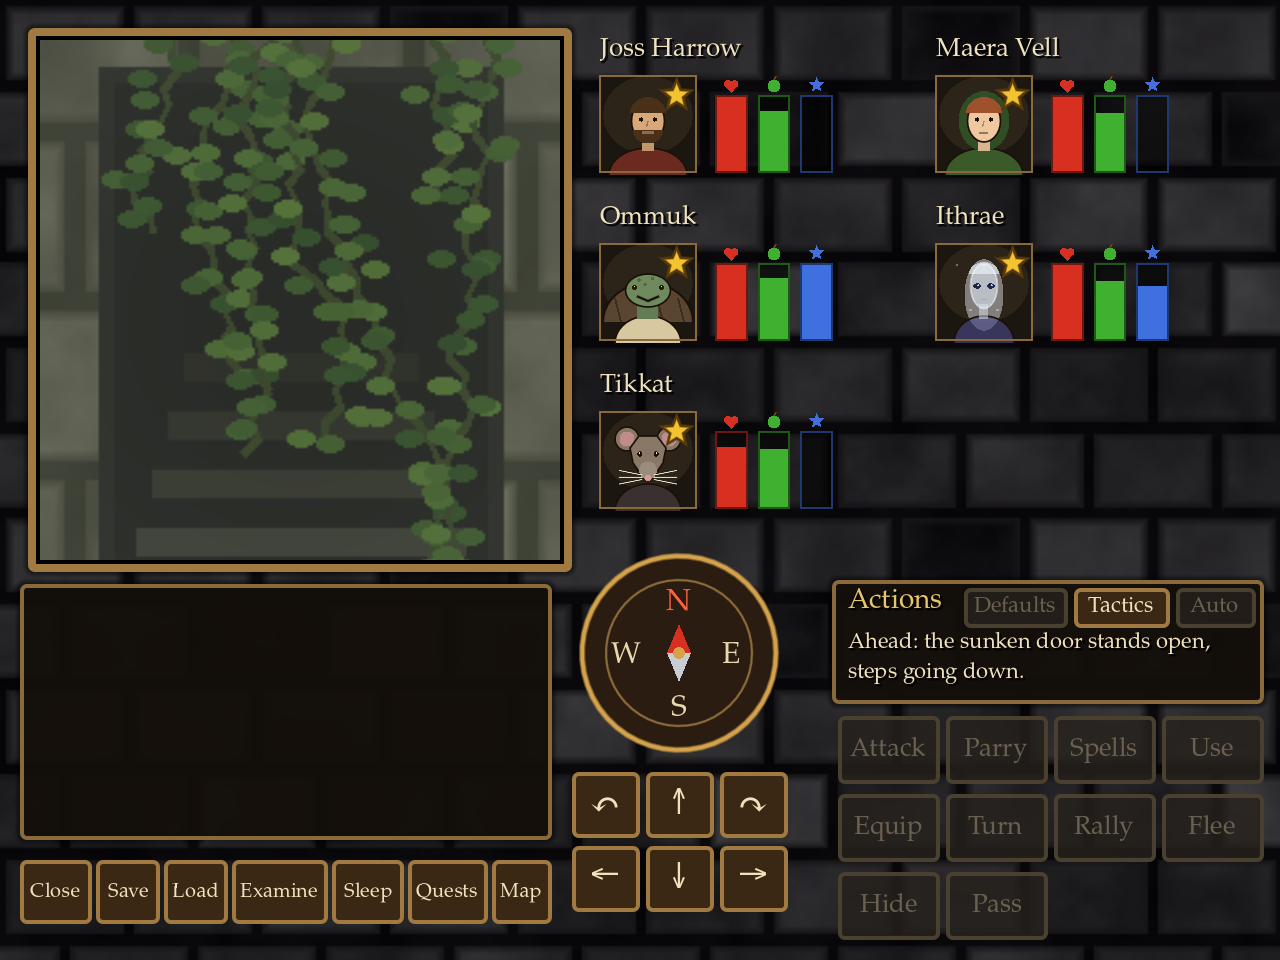 Joss Harrow
Maera Vell
Ommuk
Ithrae
Tikkat
N
W E
S
Actions Defaults Tactics Auto
Ahead: the sunken door stands open,
steps going down.
Attack Parry Spells Use
Equip Turn Rally Flee
Hide Pass
Close Save Load Examine Sleep Quests Map